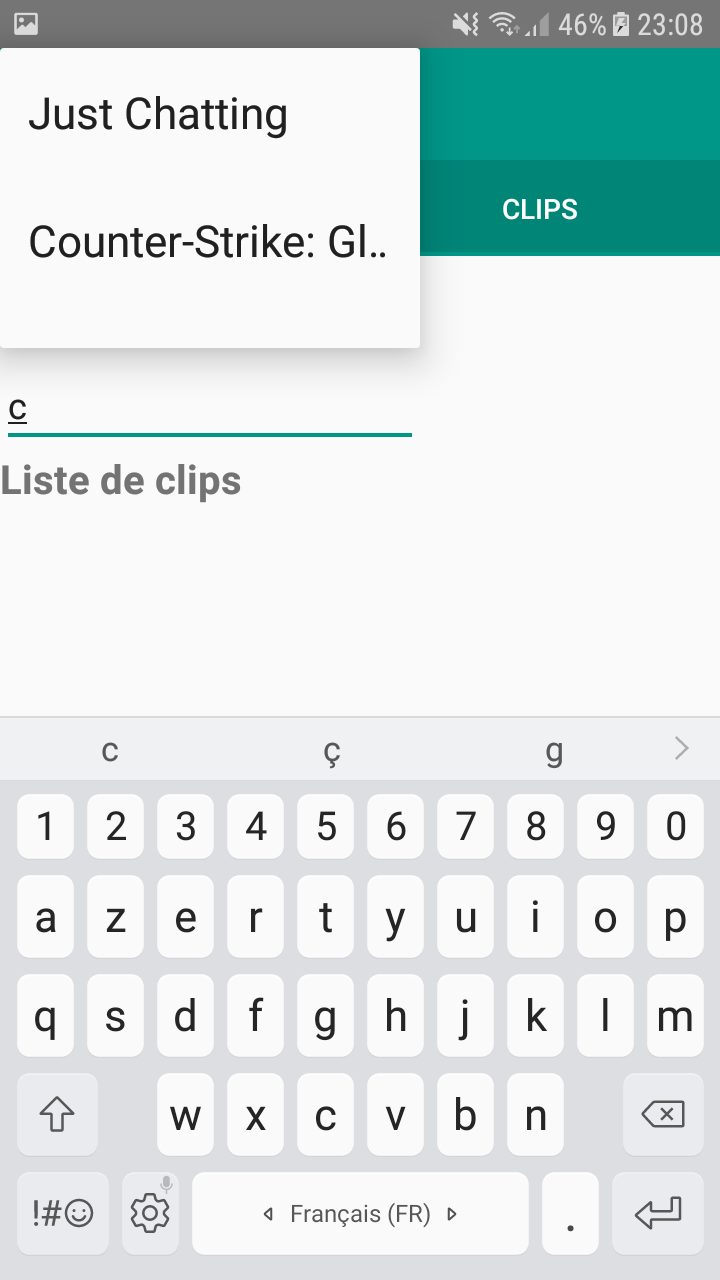 46% 23:08
Just Chatting
CLIPS
Counter-Strike: Gl..
c
Liste de clips
c ç g
1 2 3 4 5 6 7 8 9 0
a z e r t y u i o p
q s d f g h j k l m
w x c v b n
!#☺ Français (FR) .